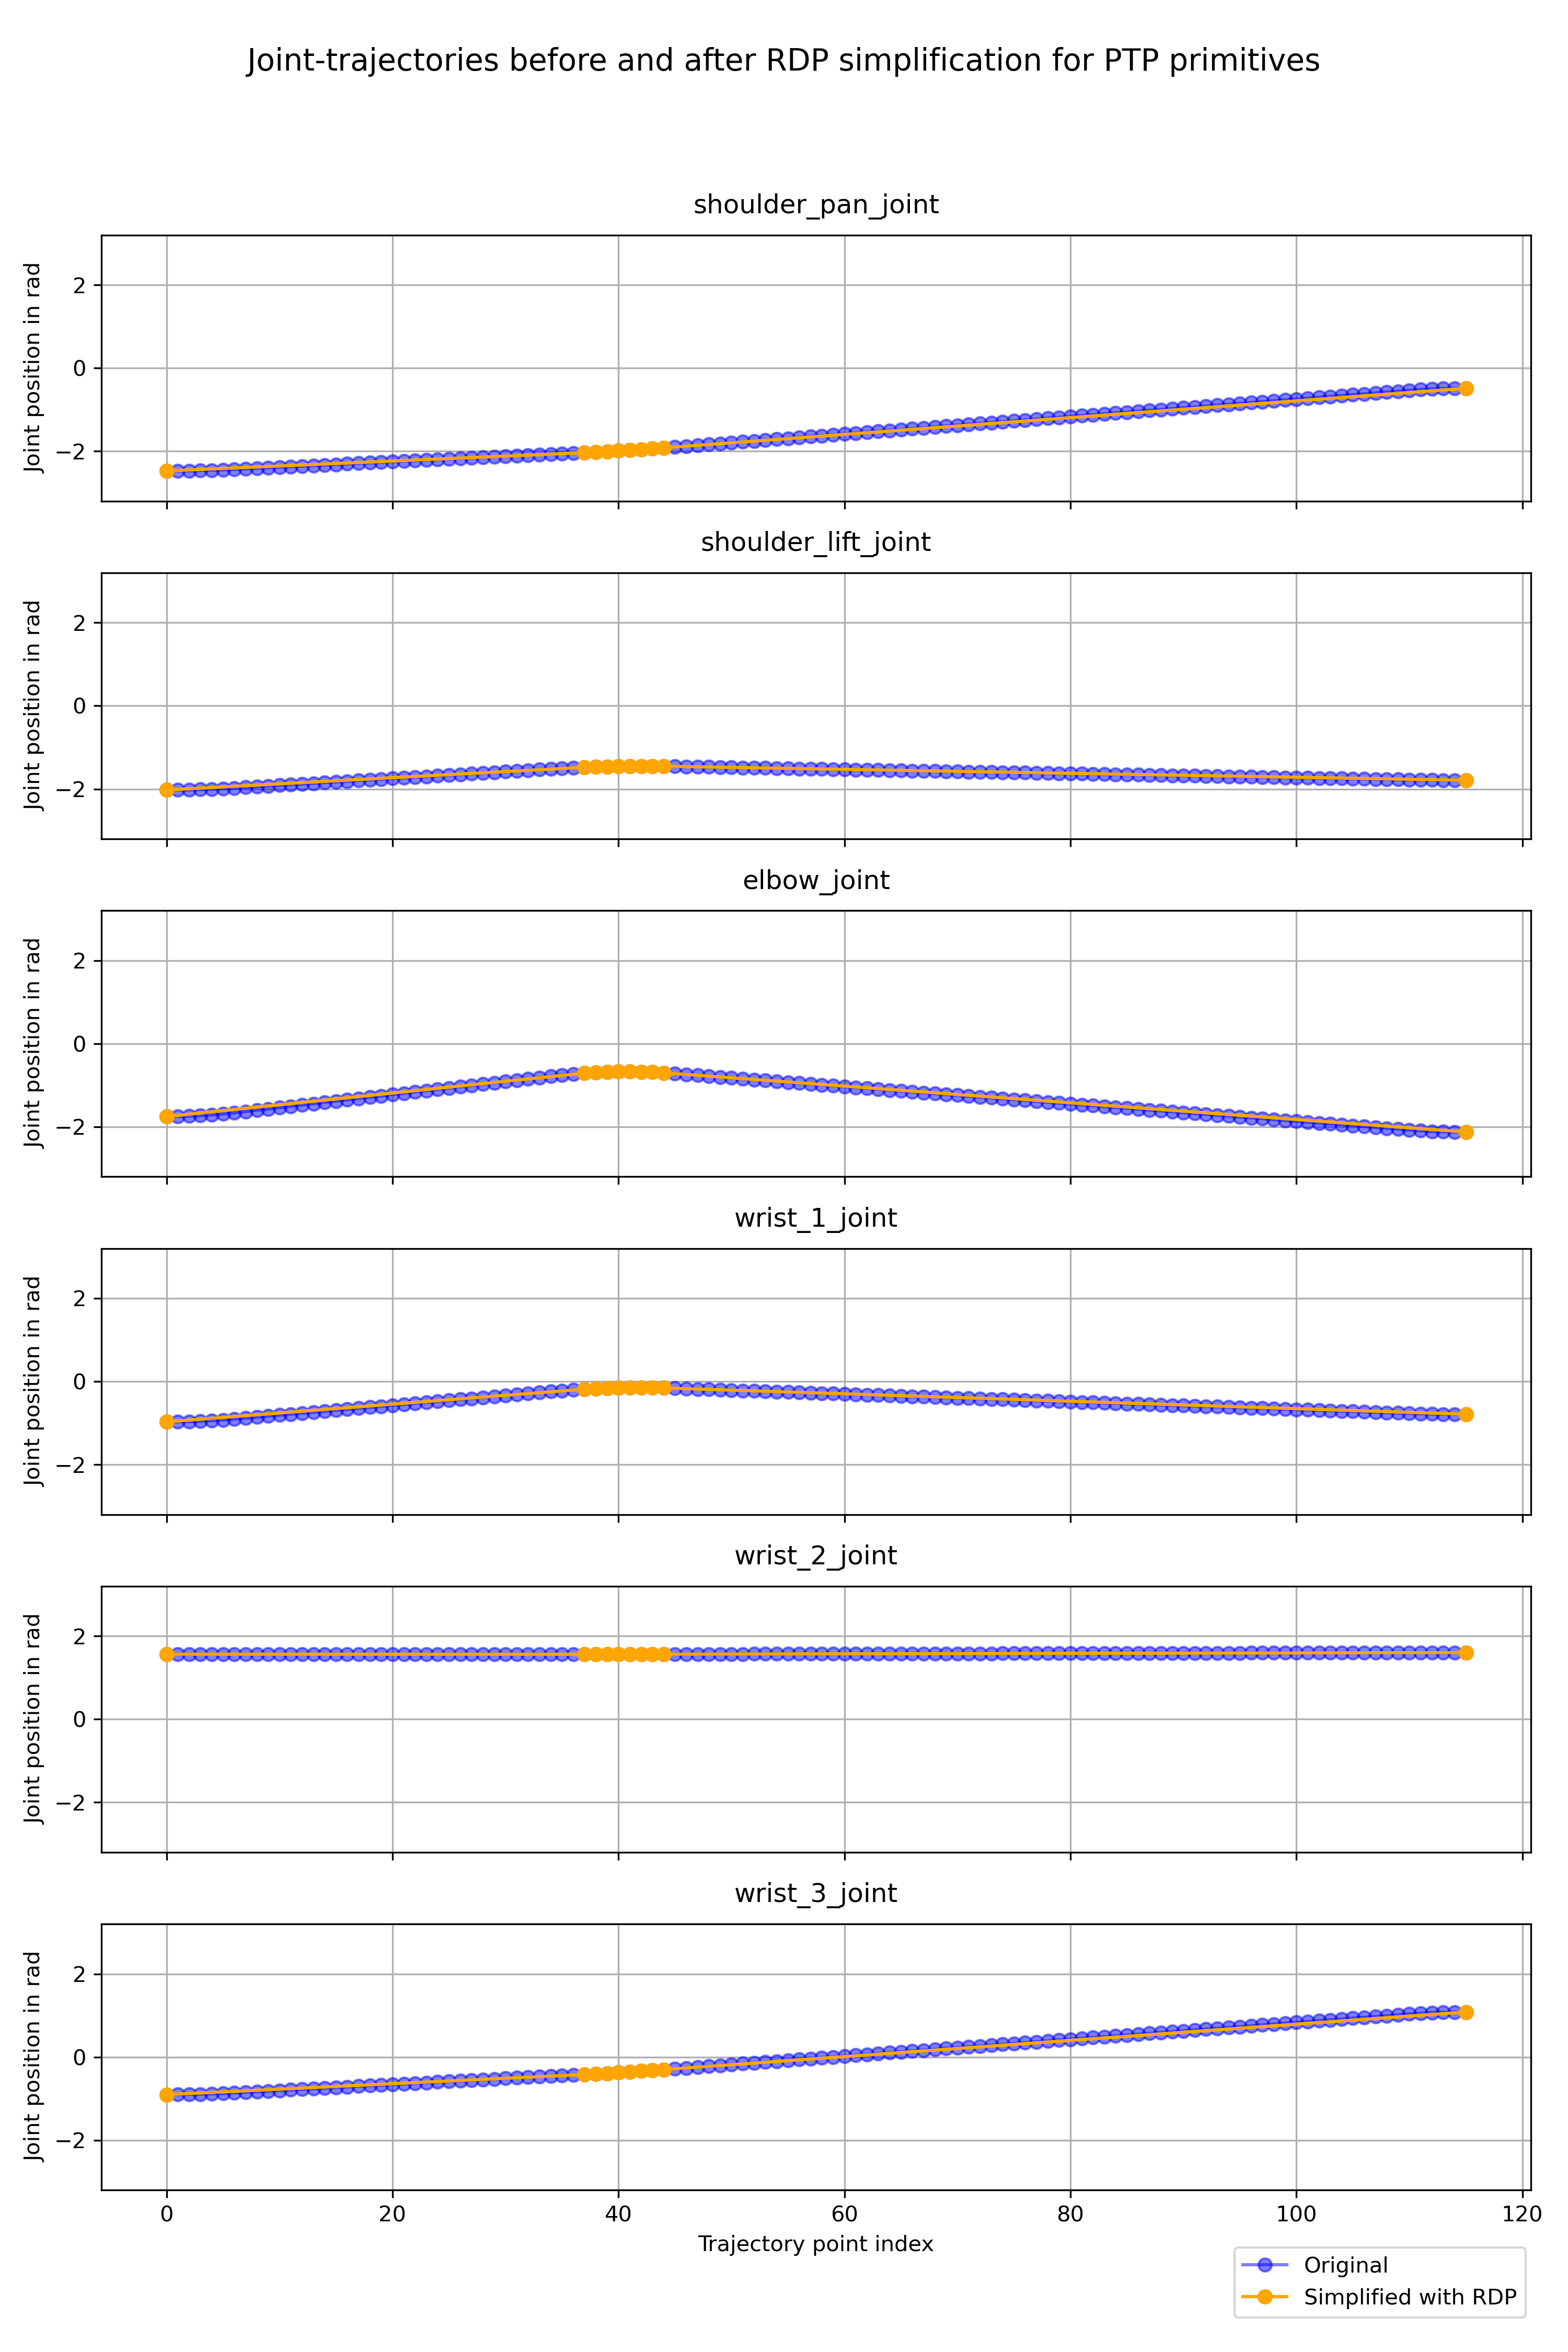 Joint-trajectories before and after RDP simplification for PTP primitives
shoulder_pan_joint
Joint position in rad
2
0
−2
shoulder_lift_joint
Joint position in rad
2
0
−2
elbow_joint
Joint position in rad
2
0
−2
wrist_1_joint
Joint position in rad
2
0
−2
wrist_2_joint
Joint position in rad
2
0
−2
wrist_3_joint
Joint position in rad
2
0
−2
0 20 40 60 80 100 120
Trajectory point index
Original
Simplified with RDP